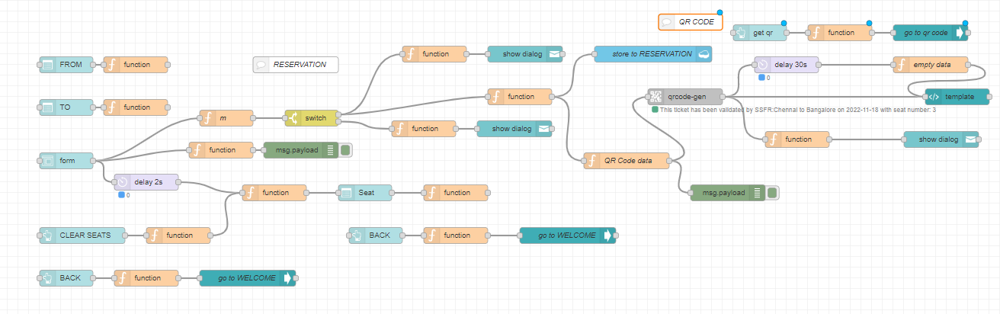 QR CODE
get qr
function
go to qr code
FROM
function
RESERVATION
function
show dialog
store to RESERVATION
delay 30s
empty data
0
TO
function
function
qrcode-gen
template
This ticket has been validated by SSFR:Chennai to Bangalore on 2022-11-18 with seat number: 3
m
switch
function
show dialog
function
show dialog
form
function
msg.payload
QR Code data
delay 2s
0
function
Seat
function
msg.payload
CLEAR SEATS
function
BACK
function
go to WELCOME
BACK
function
go to WELCOME